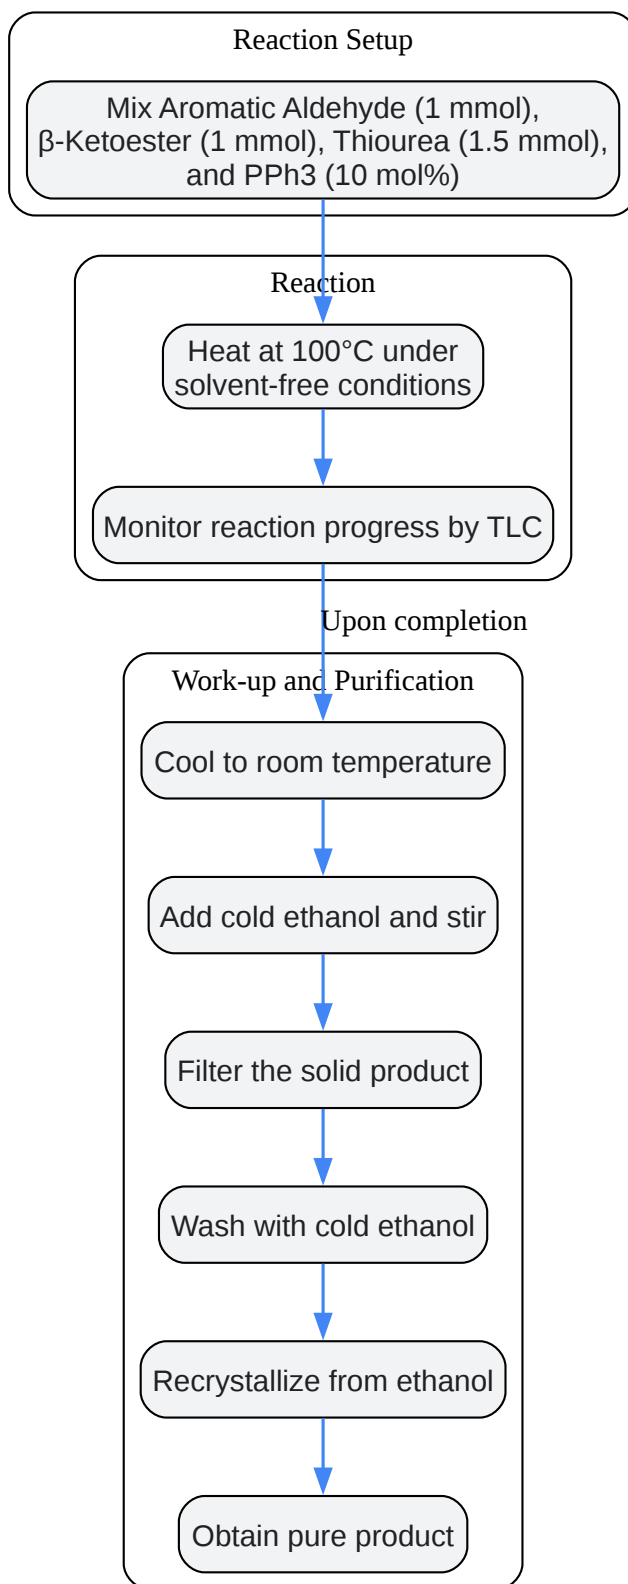 Reaction Setup
Mix Aromatic Aldehyde (1 mmol),
β-Ketoester (1 mmol), Thiourea (1.5 mmol),
and PPh3 (10 mol%)
Reaction
Heat at 100°C under
solvent-free conditions
Monitor reaction progress by TLC
Upon completion
Work-up and Purification
Cool to room temperature
Add cold ethanol and stir
Filter the solid product
Wash with cold ethanol
Recrystallize from ethanol
Obtain pure product